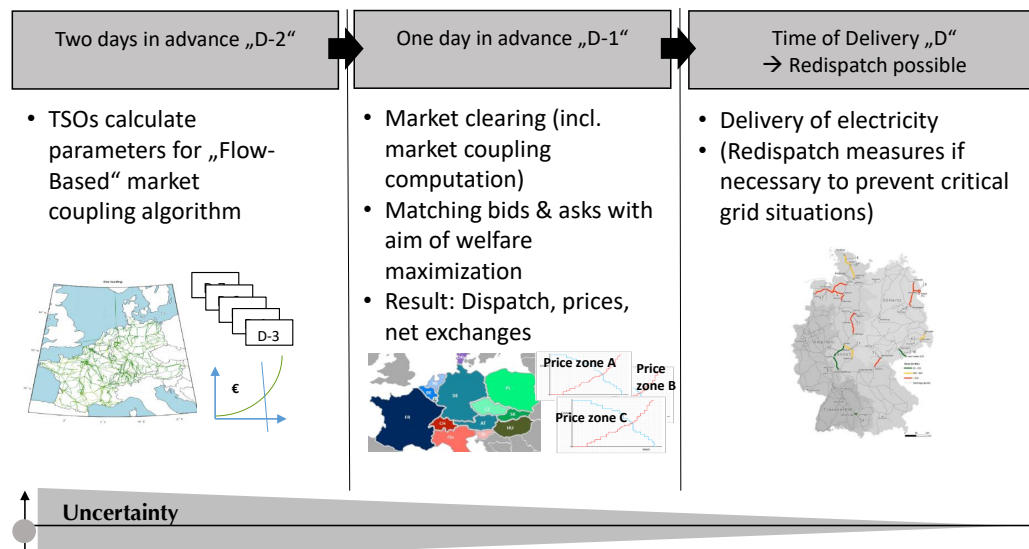 Two days in advance „D-2“
One day in advance „D-1“
Time of Delivery „D“
→ Redispatch possible
• TSOs calculate
parameters for „Flow-
Based“ market
coupling algorithm
D-3
€
• Market clearing (incl.
market coupling
computation)
• Matching bids & asks with
aim of welfare
maximization
• Result: Dispatch, prices,
net exchanges
FR
DE
PL
CH
AT
HU
Price zone A
Price
zone B
Price zone C
• Delivery of electricity
• (Redispatch measures if
necessary to prevent critical
grid situations)
Uncertainty